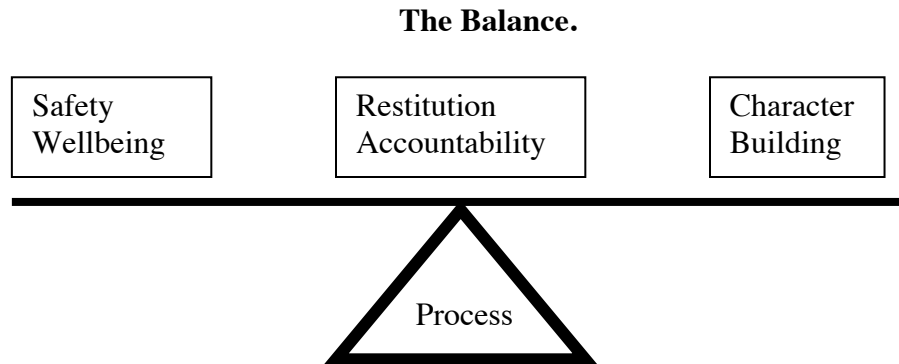 The Balance.
Safety
Wellbeing
Restitution
Accountability
Character
Building
Process